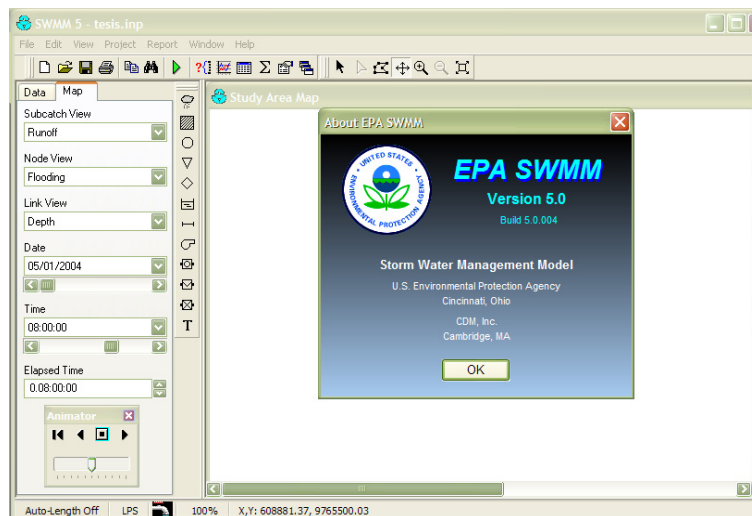 SWMM 5 - tesis.inp
File Edit View Project Report Window Help
Data Map
Subcatch View
Runoff
Node View
Flooding
Link View
Depth
Date
05/01/2004
Time
08:00:00
Elapsed Time
0.08:00:00
Animator
T
Study Area Map
About EPA SWMM
UNITED STATES
ENVIRONMENTAL PROTECTION AGENCY
EPA SWMM
Version 5.0
Build 5.0.004
Storm Water Management Model
U.S. Environmental Protection Agency
Cincinnati, Ohio
CDM, Inc.
Cambridge, MA
OK
Auto-Length Off LPS 100% X,Y: 608881.37, 9765500.03